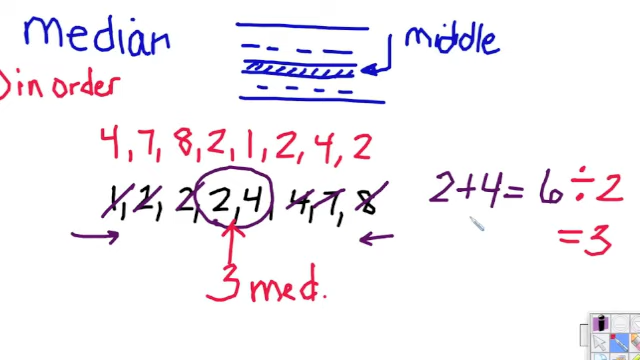 median
middle
) in order
4, 7, 8, 2, 1, 2, 4, 2
1, 2, 2, 2, 4, 4, 7, 8
2+4=6÷2
=3
3 med.